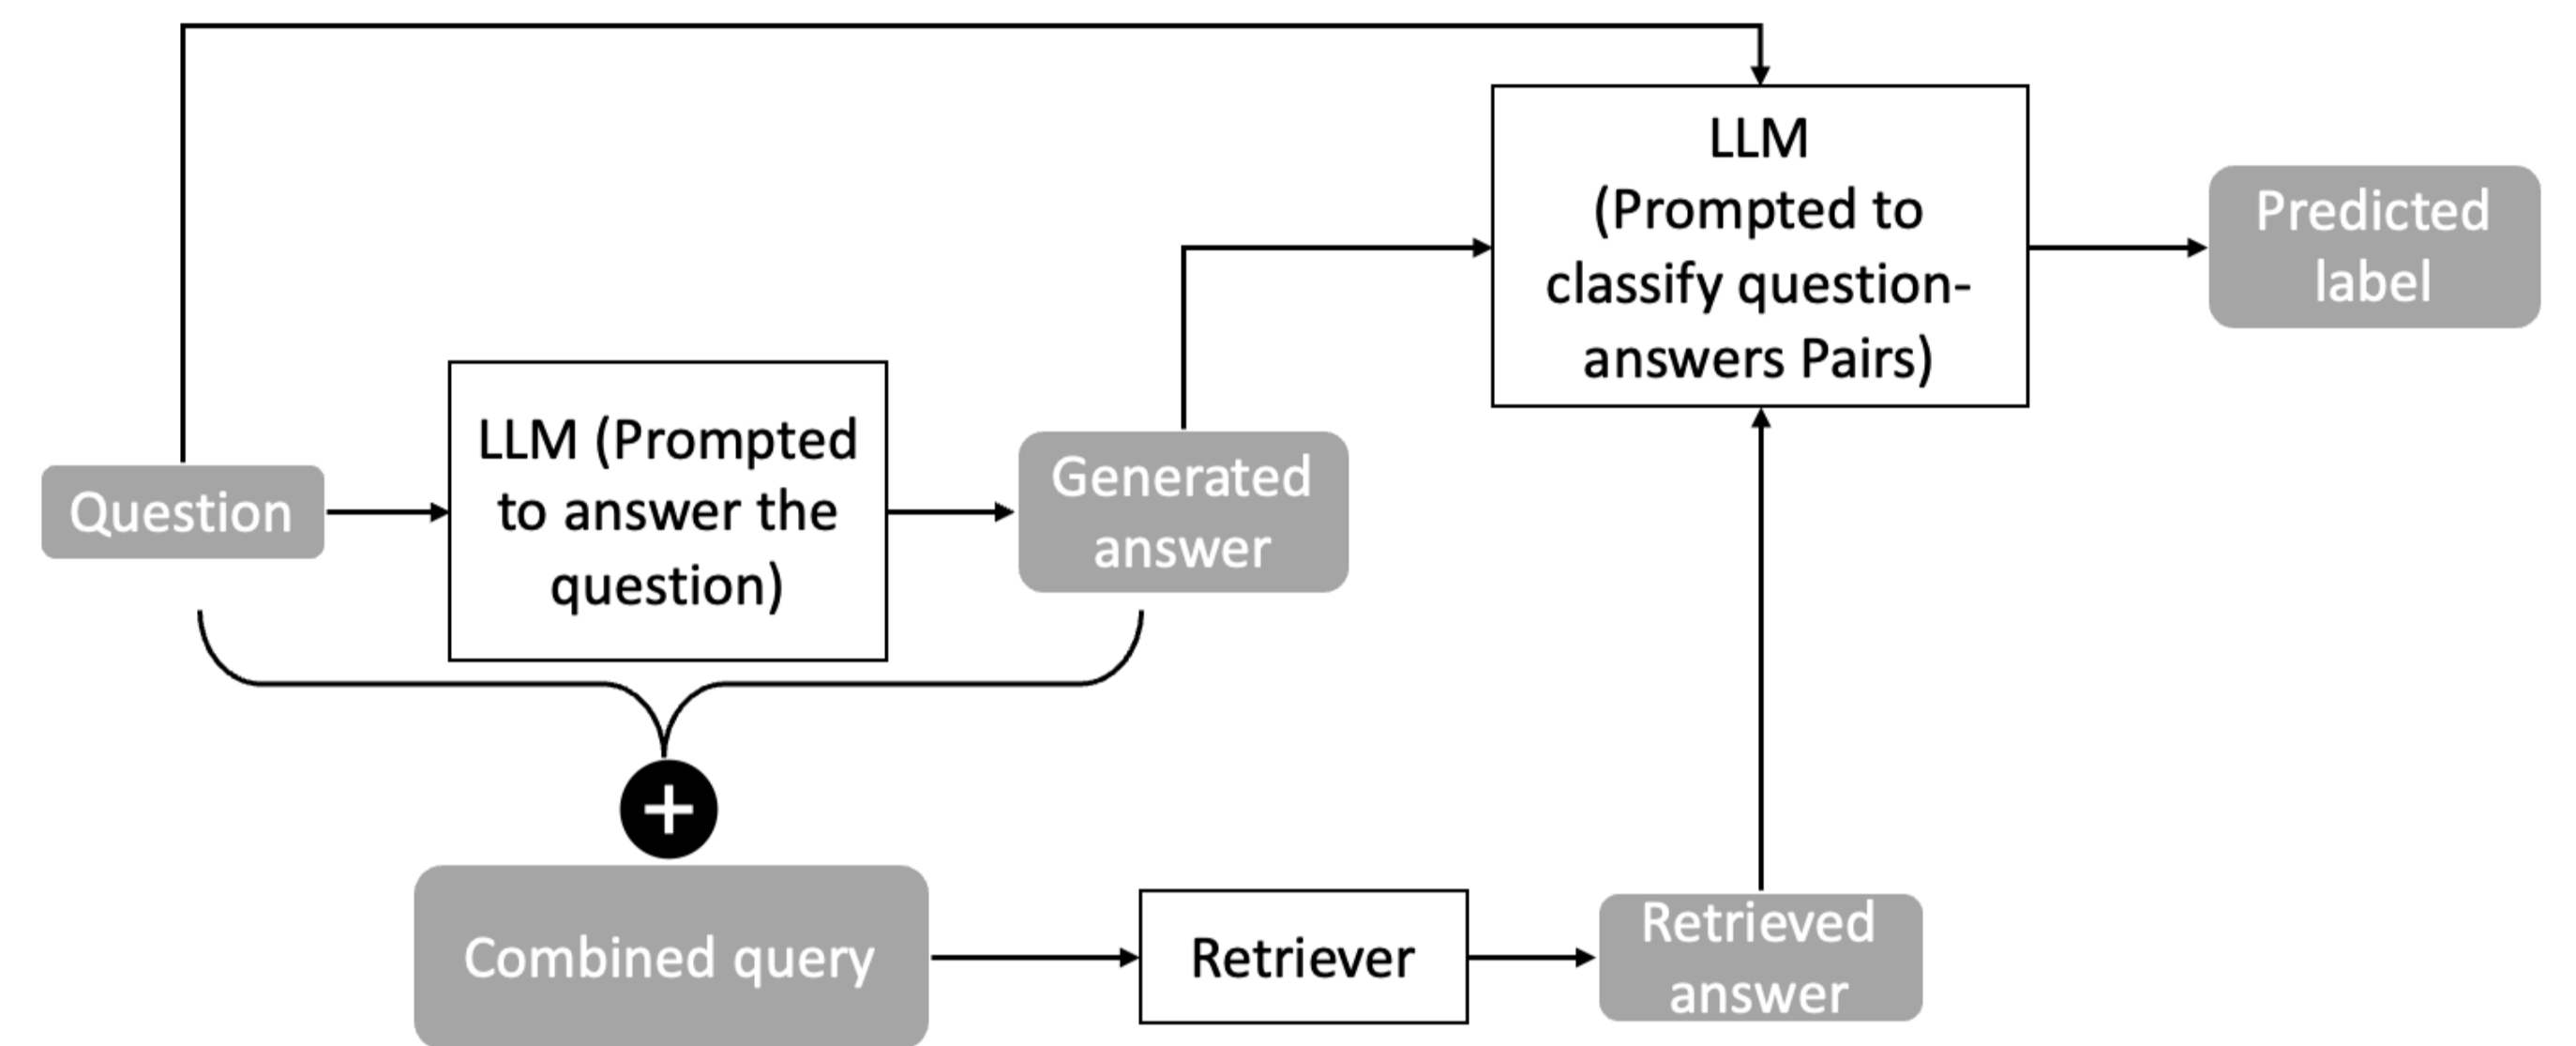 LLM
(Prompted to
classify question-
answers Pairs)
Predicted
label
Question
LLM (Prompted
to answer the
question)
Generated
answer
+
Combined query
Retriever
Retrieved
answer